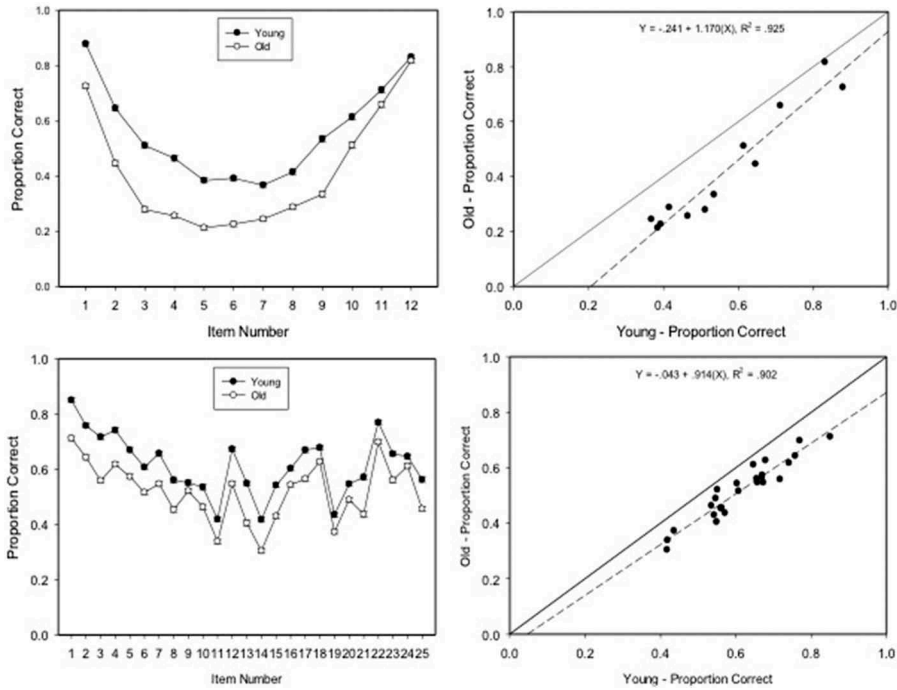 Young
Old
1.0
0.8
0.6
0.4
0.2
0.0
Proportion Correct
1 2 3 4 5 6 7 8 9 10 11 12
Item Number
Y = -.241 + 1.170(X), R² = .925
1.0
0.8
0.6
0.4
0.2
0.0
Old - Proportion Correct
0.0 0.2 0.4 0.6 0.8 1.0
Young - Proportion Correct
Young
Old
1.0
0.8
0.6
0.4
0.2
0.0
Proportion Correct
1 2 3 4 5 6 7 8 9 10 11 12 13 14 15 16 17 18 19 20 21 22 23 24 25
Item Number
Y = -.043 + .914(X), R² = .902
1.0
0.8
0.6
0.4
0.2
0.0
Old - Proportion Correct
0.0 0.2 0.4 0.6 0.8 1.0
Young - Proportion Correct